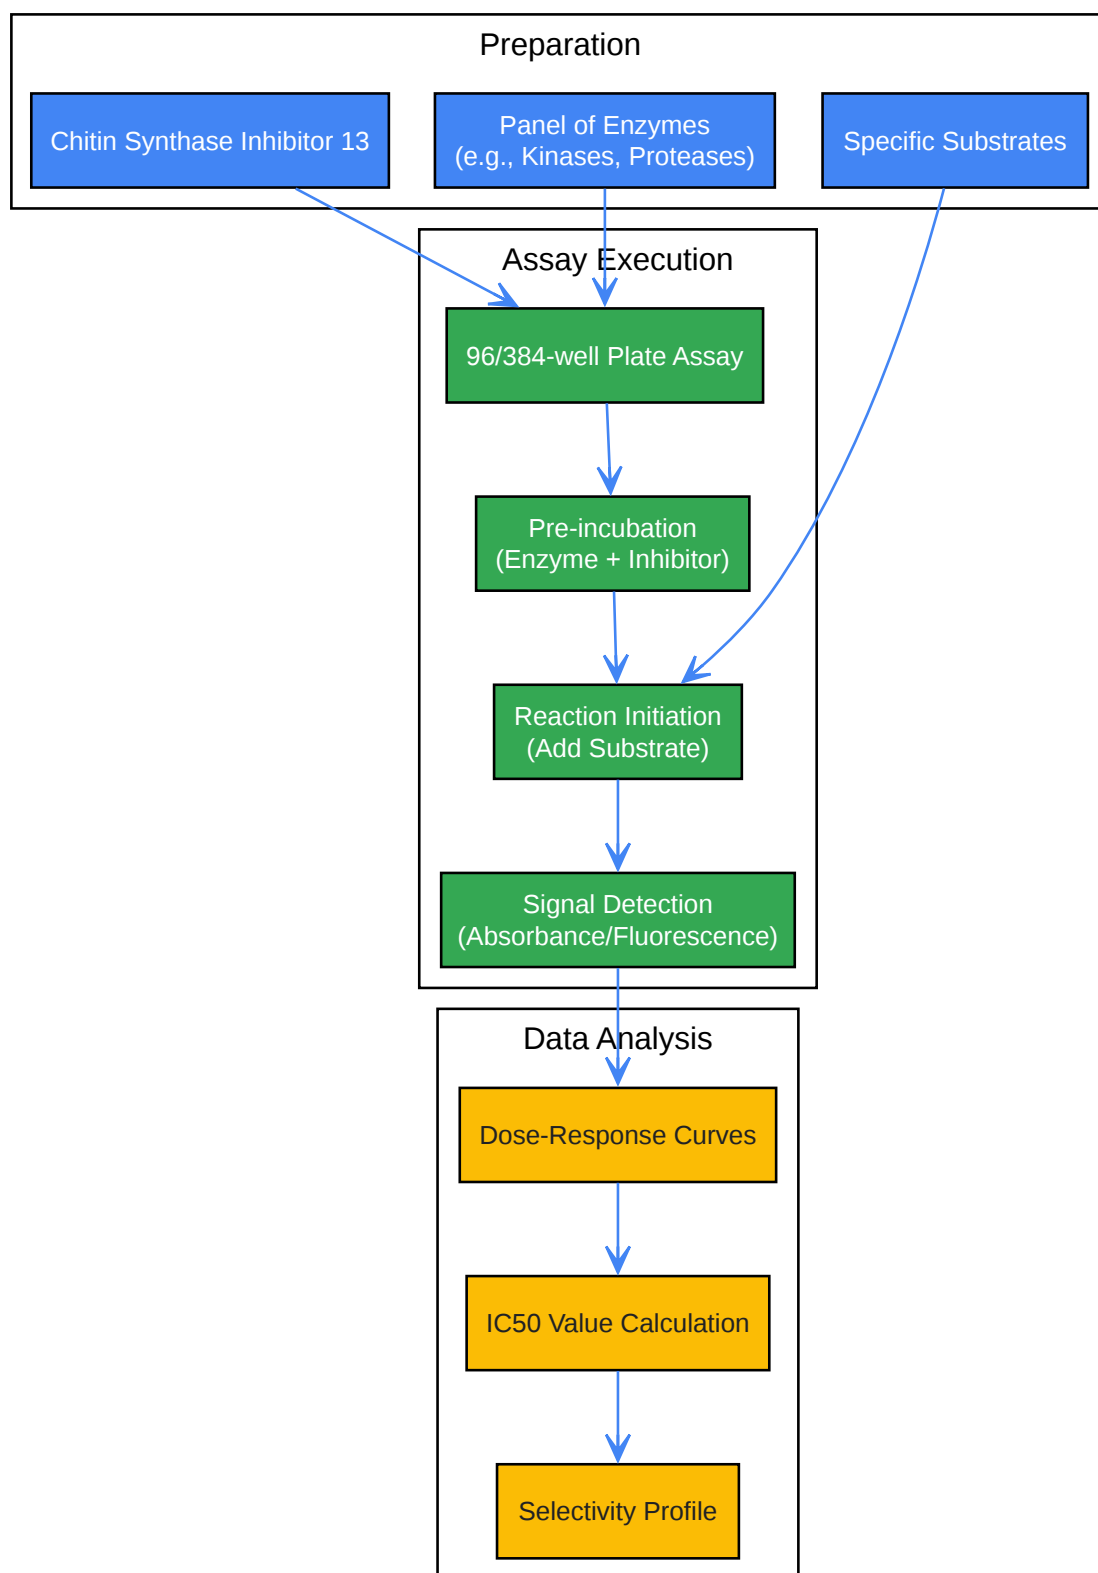 Preparation
Chitin Synthase Inhibitor 13
Panel of Enzymes
(e.g., Kinases, Proteases)
Specific Substrates
Assay Execution
96/384-well Plate Assay
Pre-incubation
(Enzyme + Inhibitor)
Reaction Initiation
(Add Substrate)
Signal Detection
(Absorbance/Fluorescence)
Data Analysis
Dose-Response Curves
IC50 Value Calculation
Selectivity Profile